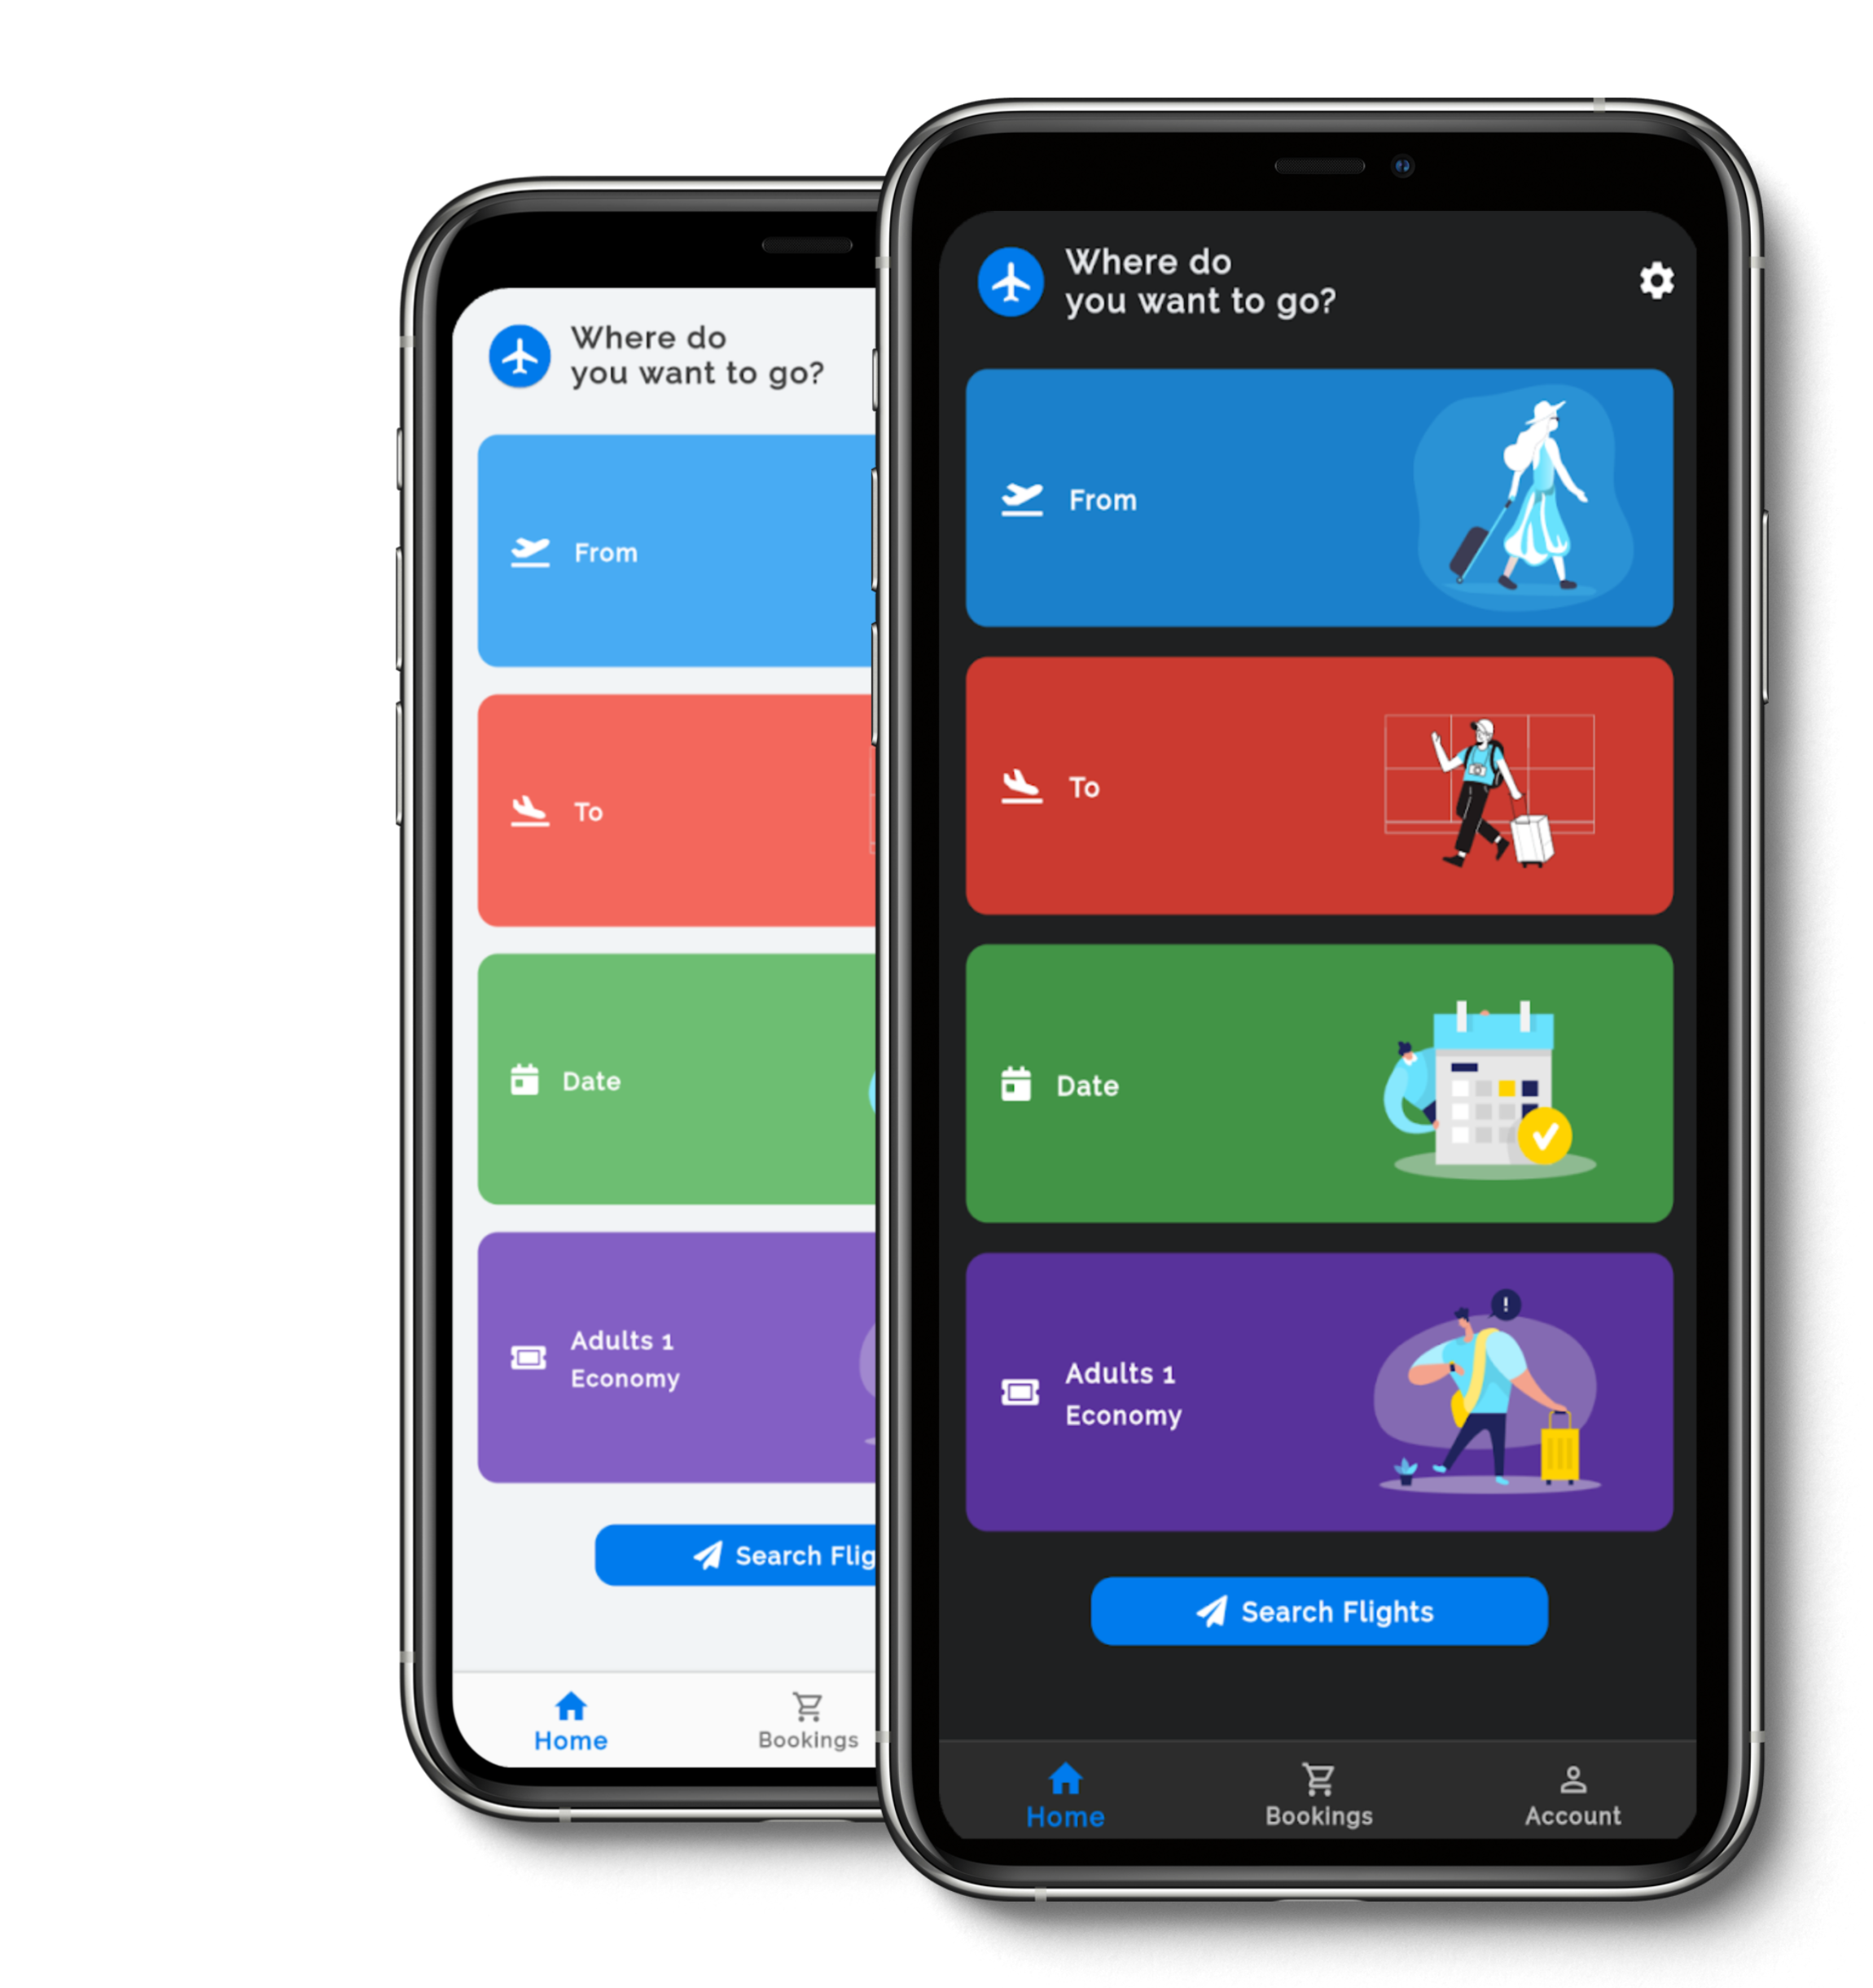 Where do
you want to go?
From
To
Date
Adults 1
Economy
Search Flig
Home
Bookings
Where do
you want to go?
From
To
Date
!
Adults 1
Economy
Search Flights
Home
Bookings
Account